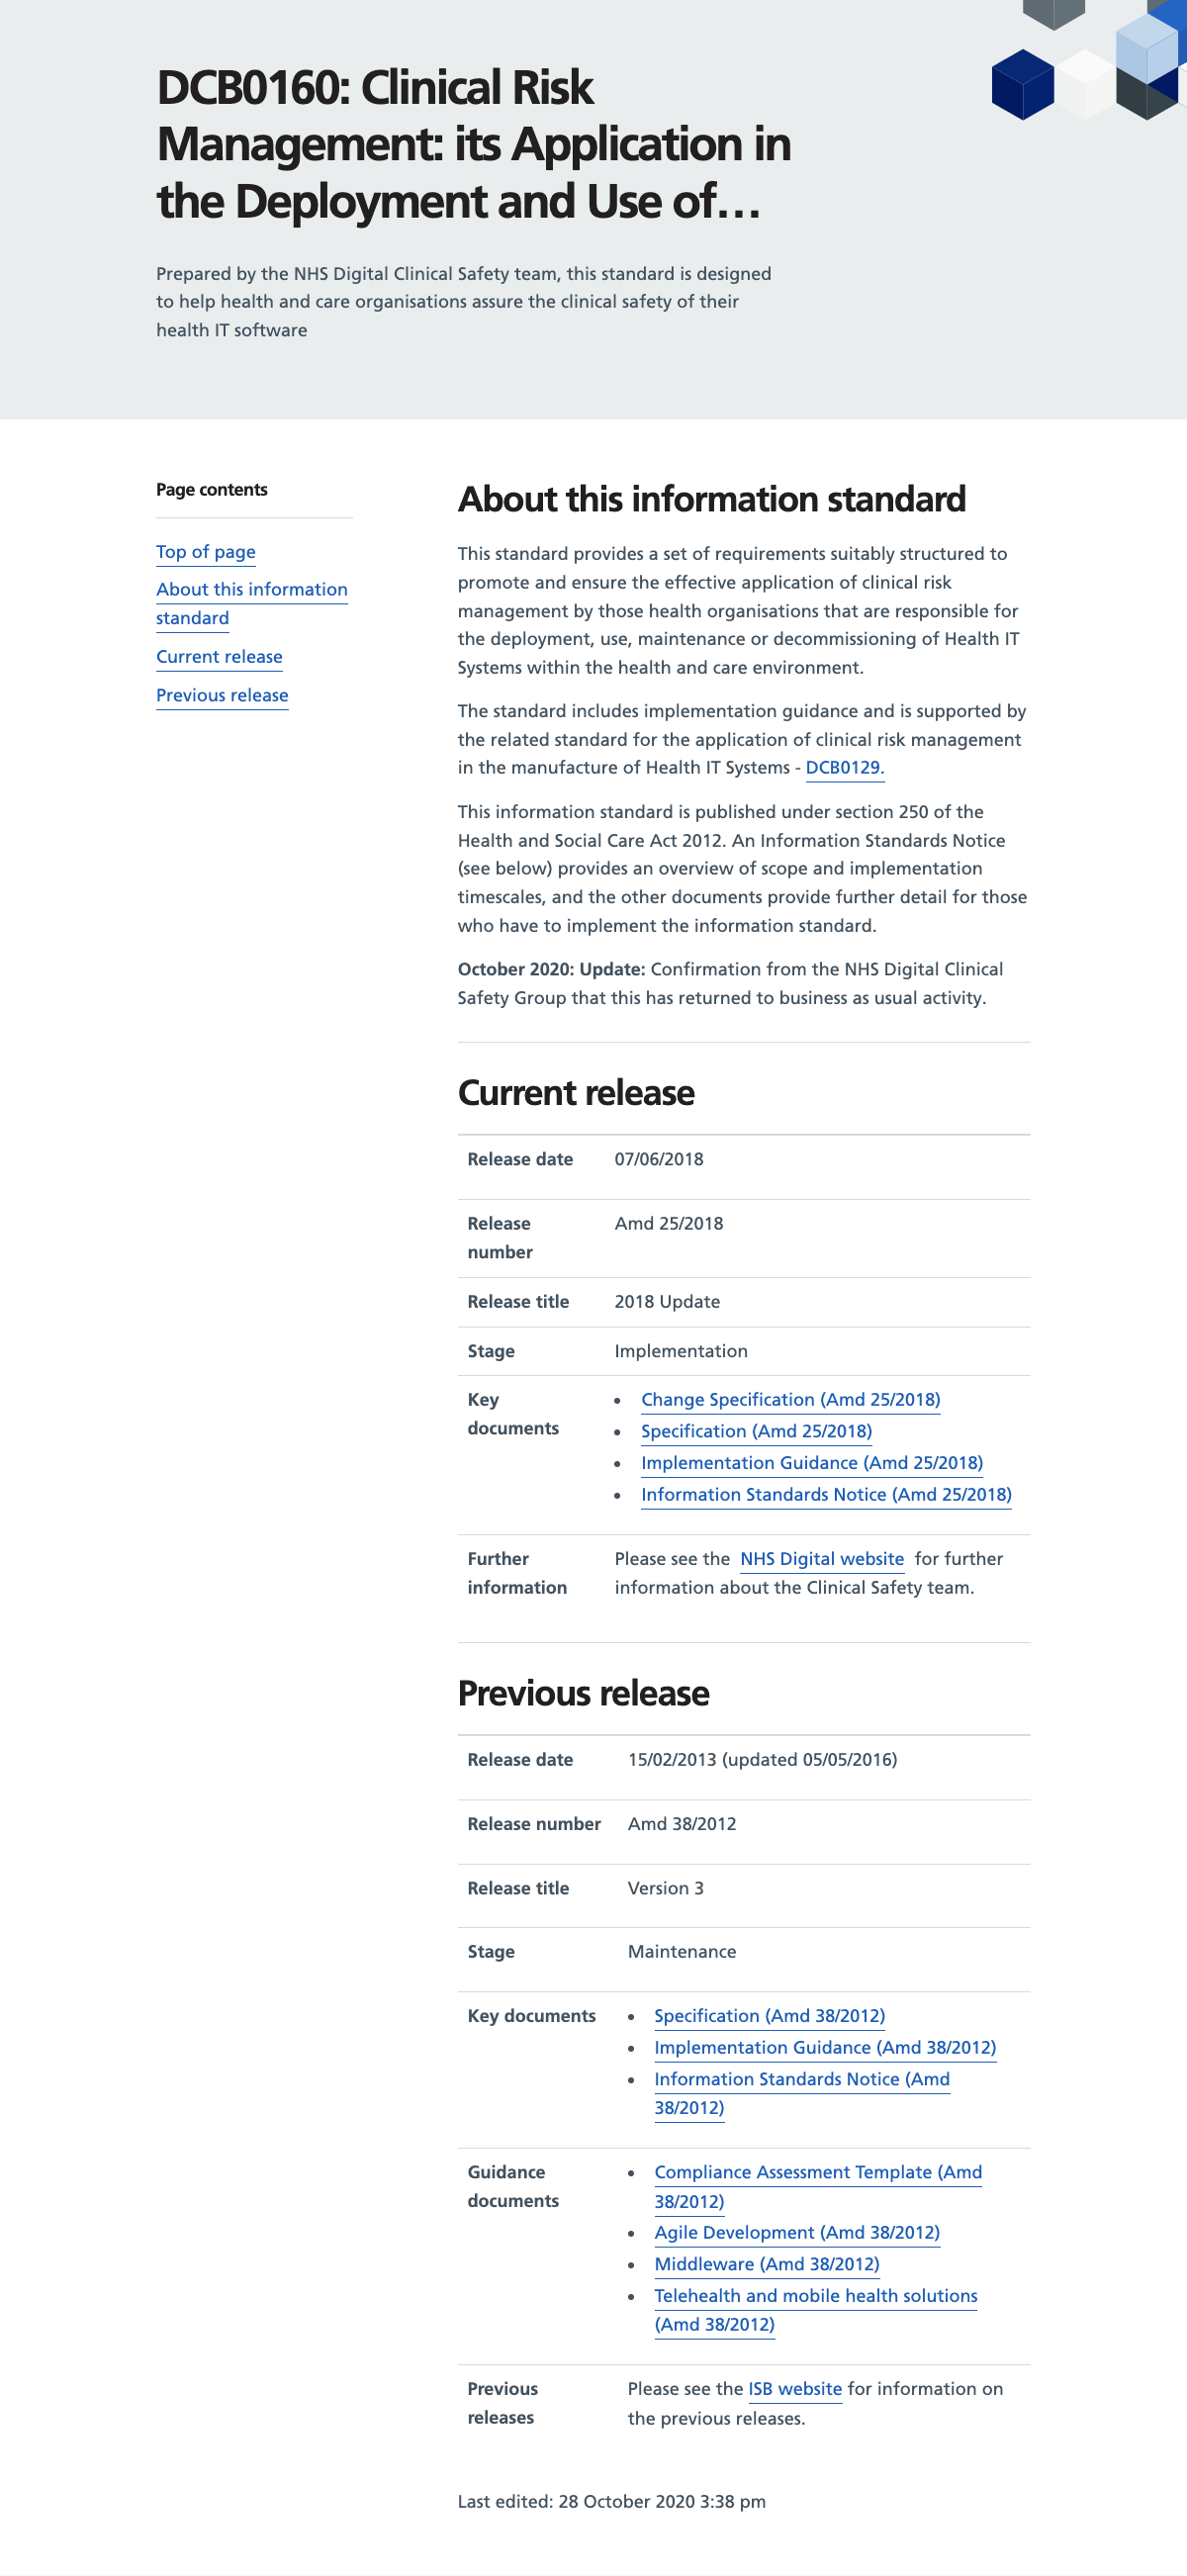 DCB0160: Clinical Risk
Management: its Application in
the Deployment and Use of…
Prepared by the NHS Digital Clinical Safety team, this standard is designed
to help health and care organisations assure the clinical safety of their
health IT software
Page contents
Top of page
About this information
standard
Current release
Previous release
About this information standard
This standard provides a set of requirements suitably structured to
promote and ensure the effective application of clinical risk
management by those health organisations that are responsible for
the deployment, use, maintenance or decommissioning of Health IT
Systems within the health and care environment.
The standard includes implementation guidance and is supported by
the related standard for the application of clinical risk management
in the manufacture of Health IT Systems - DCB0129.
This information standard is published under section 250 of the
Health and Social Care Act 2012. An Information Standards Notice
(see below) provides an overview of scope and implementation
timescales, and the other documents provide further detail for those
who have to implement the information standard.
October 2020: Update: Confirmation from the NHS Digital Clinical
Safety Group that this has returned to business as usual activity.
Current release
Release date 07/06/2018
Release Amd 25/2018
number
Release title 2018 Update
Stage Implementation
Key • Change Specification (Amd 25/2018)
documents • Specification (Amd 25/2018)
• Implementation Guidance (Amd 25/2018)
• Information Standards Notice (Amd 25/2018)
Further Please see the NHS Digital website for further
information information about the Clinical Safety team.
Previous release
Release date 15/02/2013 (updated 05/05/2016)
Release number Amd 38/2012
Release title Version 3
Stage Maintenance
Key documents • Specification (Amd 38/2012)
• Implementation Guidance (Amd 38/2012)
• Information Standards Notice (Amd
38/2012)
Guidance • Compliance Assessment Template (Amd
documents 38/2012)
• Agile Development (Amd 38/2012)
• Middleware (Amd 38/2012)
• Telehealth and mobile health solutions
(Amd 38/2012)
Previous Please see the ISB website for information on
releases the previous releases.
Last edited: 28 October 2020 3:38 pm